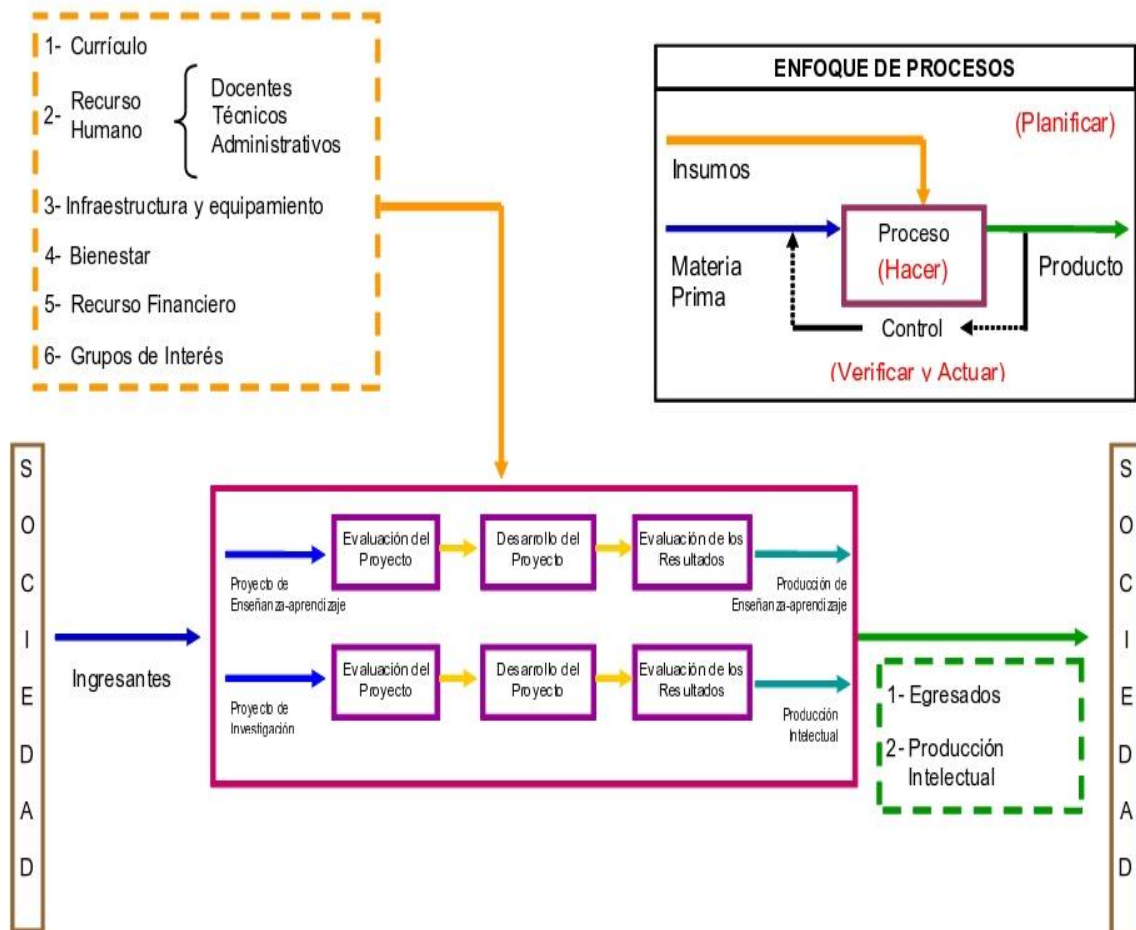 1- Currículo
2- Recurso
Humano
Docentes
Técnicos
Administrativos
3- Infraestructura y equipamiento
4- Bienestar
5- Recurso Financiero
6- Grupos de Interés
ENFOQUE DE PROCESOS
(Planificar)
Insumos
Proceso
(Hacer)
Materia
Prima
Producto
Control
(Verificar y Actuar)
SOCIEDAD
Ingresantes
Proyecto de
Enseñanza-aprendizaje
Evaluación del
Proyecto
Desarrollo del
Proyecto
Evaluación de los
Resultados
Producción de
Enseñanza-aprendizaje
Proyecto de
Investigación
Evaluación del
Proyecto
Desarrollo del
Proyecto
Evaluación de los
Resultados
Producción
Intelectual
1- Egresados
2- Producción
Intelectual
SOCIEDAD